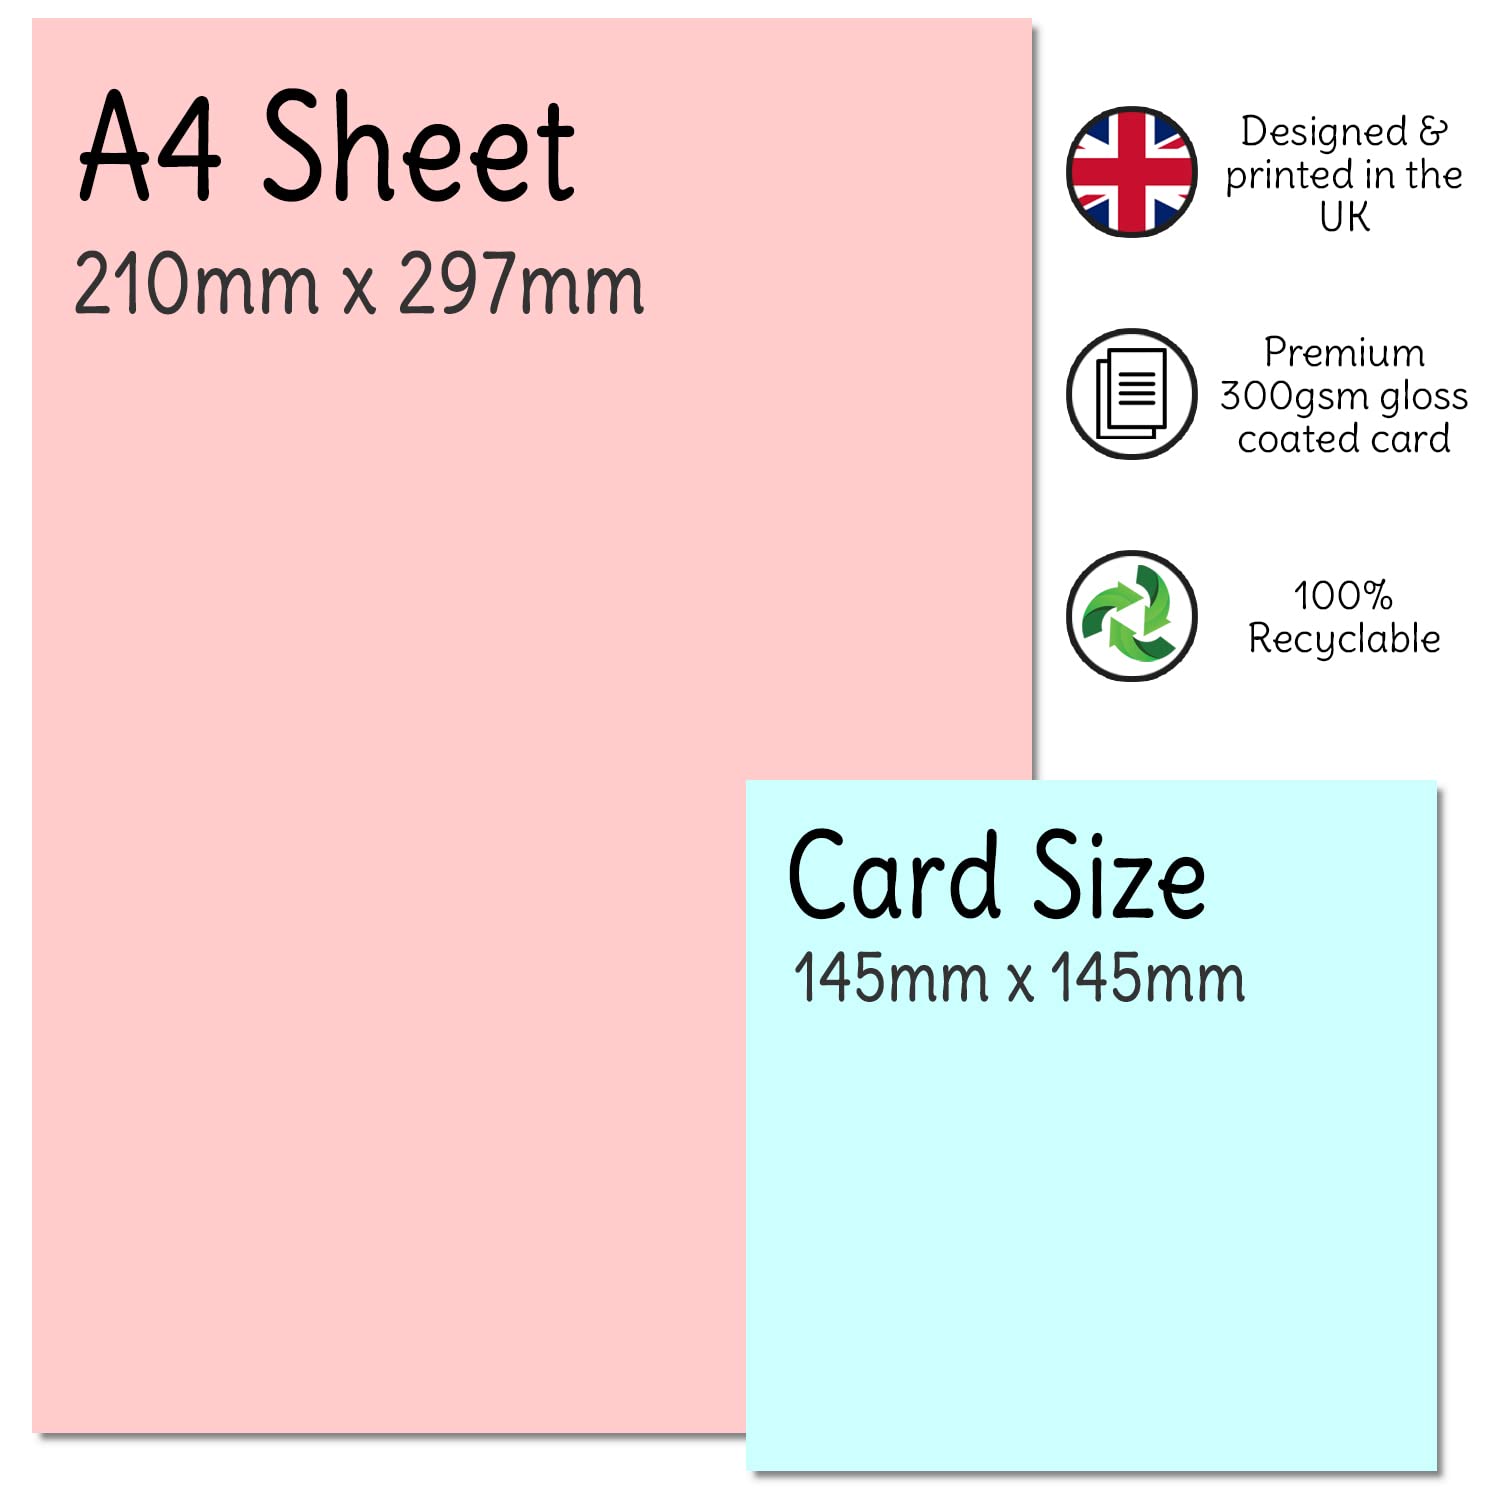 A4 Sheet
210mm x 297mm
Designed &
printed in the
UK
Premium
300gsm gloss
coated card
100%
Recyclable
Card Size
145mm x 145mm